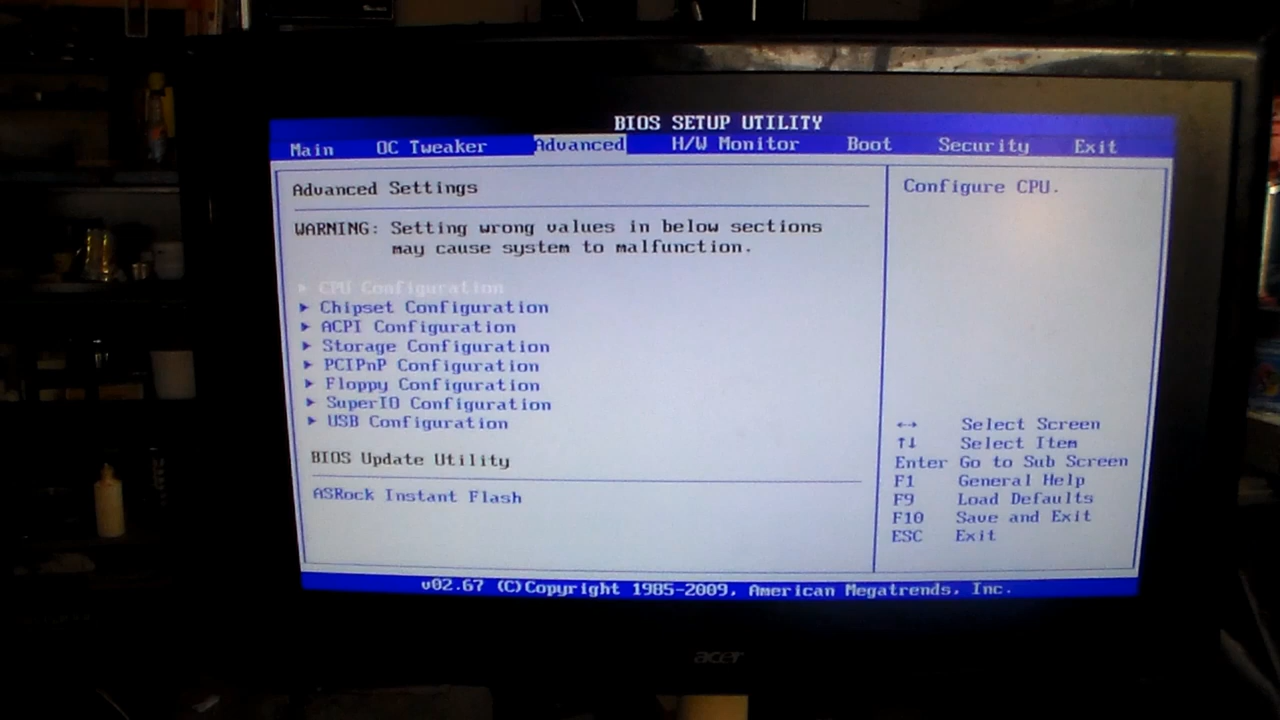 BIOS SETUP UTILITY
Main OC Tweaker Advanced H/W Monitor Boot Security Exit
Advanced Settings
WARNING: Setting wrong values in below sections
may cause system to malfunction.
► CPU Configuration
► Chipset Configuration
► ACPI Configuration
► Storage Configuration
► PCIPnP Configuration
► Floppy Configuration
► SuperIO Configuration
► USB Configuration
BIOS Update Utility
ASRock Instant Flash
Configure CPU.
↔ Select Screen
↑↓ Select Item
Enter Go to Sub Screen
F1 General Help
F9 Load Defaults
F10 Save and Exit
ESC Exit
v02.67 (C)Copyright 1985-2009, American Megatrends, Inc.
acer